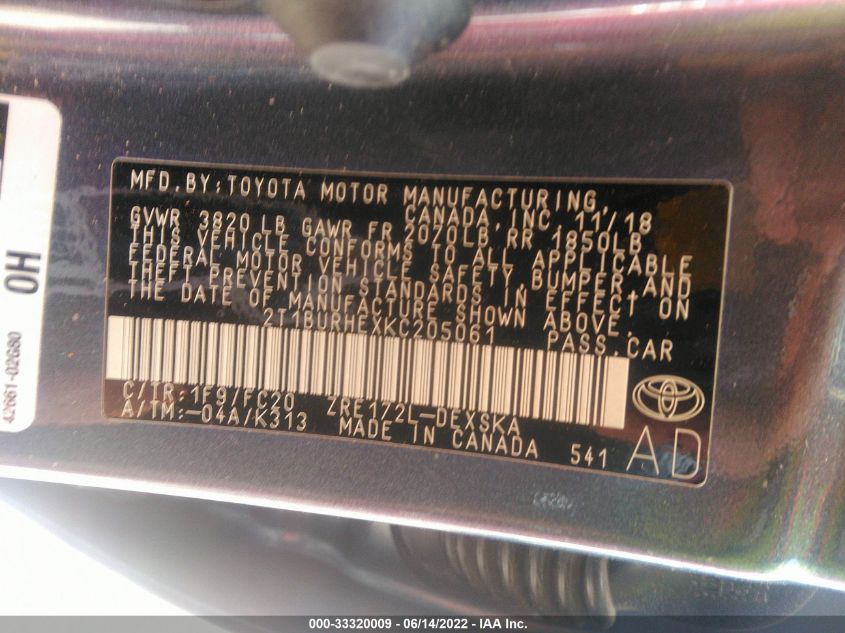 MFD.BY:TOYOTA MOTOR MANUFACTURING,
CANADA,INC. 11/18
GVWR 3820 LB GAWR FR 2070LB RR 1850LB
THIS VEHICLE CONFORMS TO ALL APPLICABLE
FEDERAL MOTOR VEHICLE SAFETY,BUMPER,AND
THEFT PREVENTION STANDARDS IN EFFECT ON
THE DATE OF MANUFACTURE SHOWN ABOVE.
2T1BURHEXKC205061 PASS.CAR
C/TR:1F9/FC20 ZRE172L-DEXSKA
A/TM:-04A/K313 MADE IN CANADA 541 AD
0H
42661-02G80
000-33320009 - 06/14/2022 - IAA Inc.